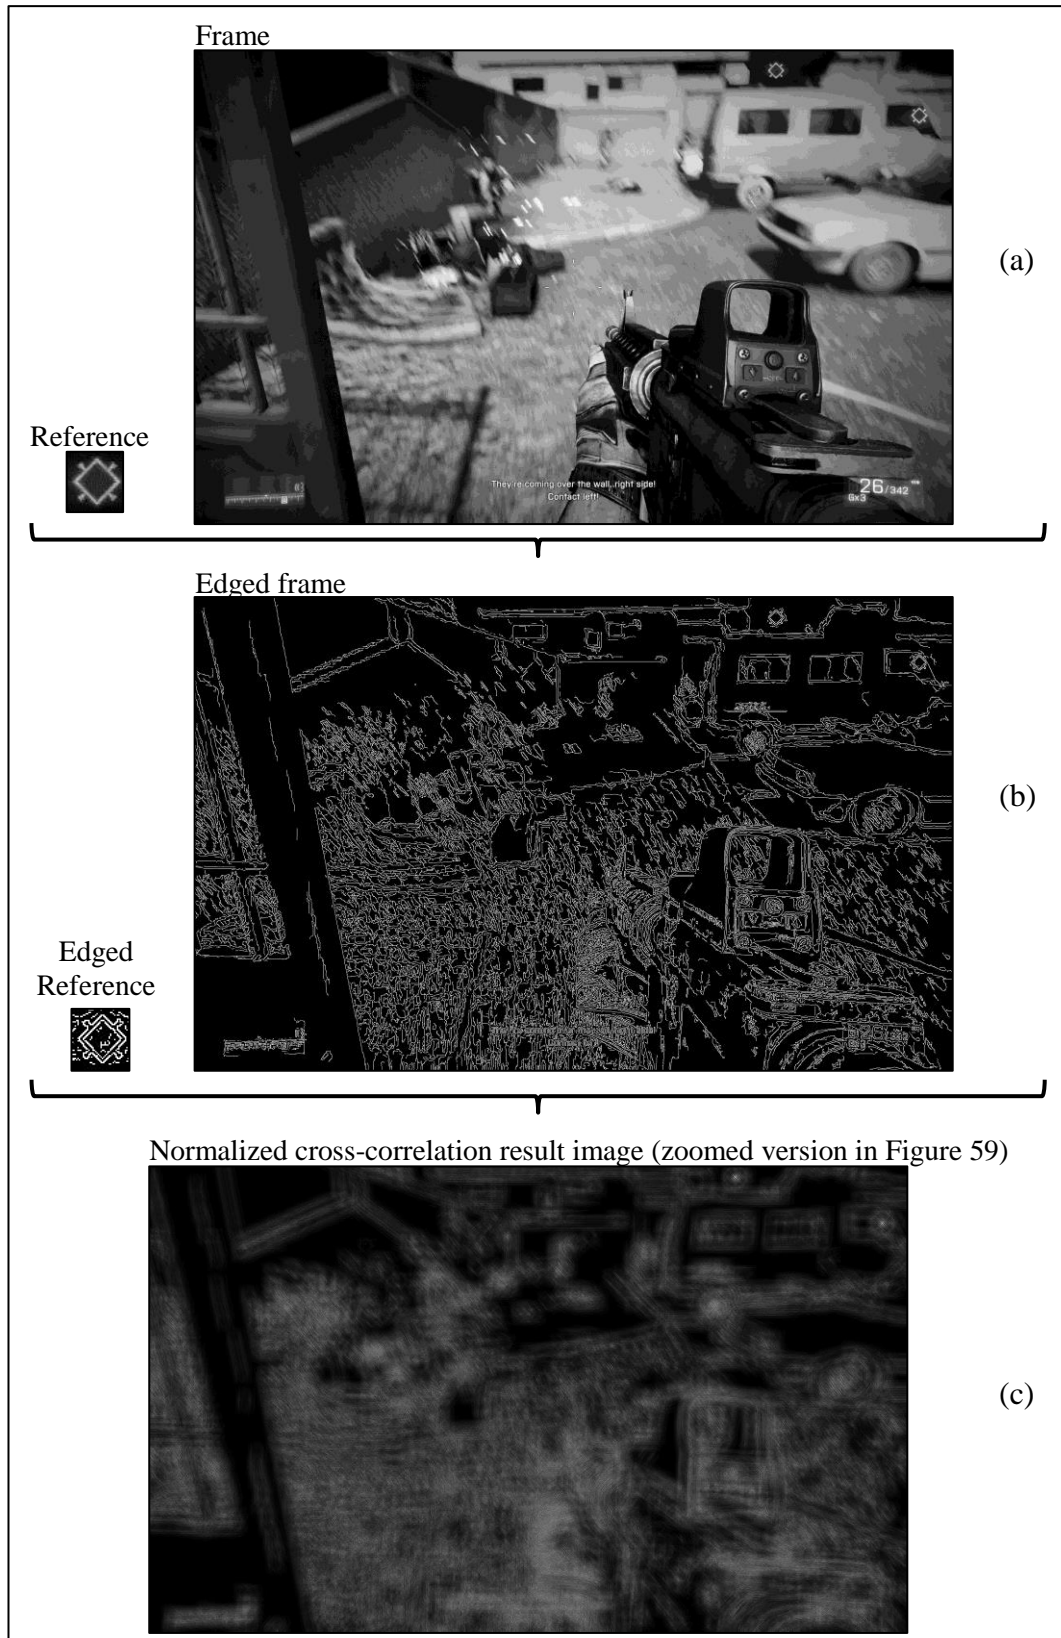 Frame
(a)
Reference
They're coming over the wall, right side!
Contact left!
26/342
Gx3
Edged frame
(b)
Edged
Reference
Normalized cross-correlation result image (zoomed version in Figure 59)
(c)